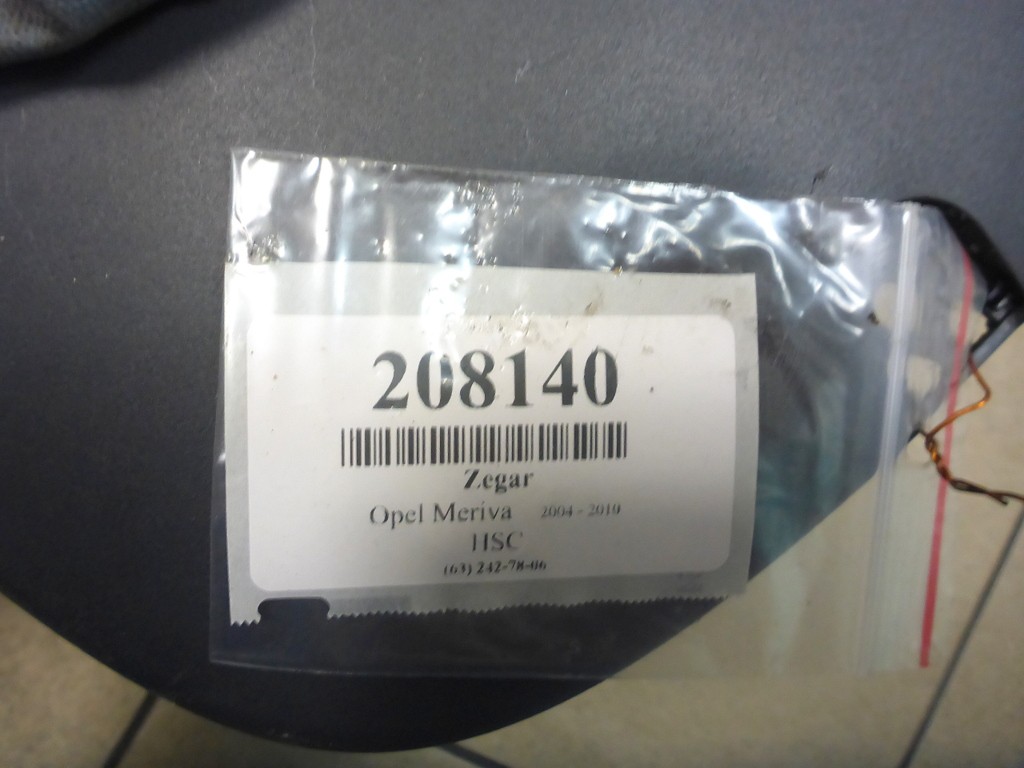 208140
Zegar
Opel Meriva 2004 - 2010
HSC
(63) 242-78-06